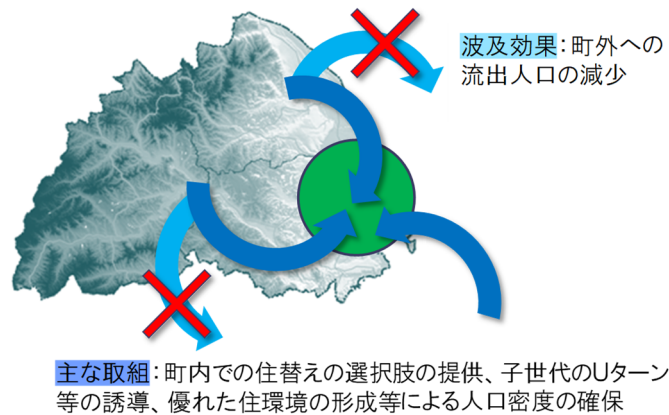 波及効果：町外への
流出人口の減少
主な取組：町内での住替えの選択肢の提供、子世代のUターン
等の誘導、優れた住環境の形成等による人口密度の確保